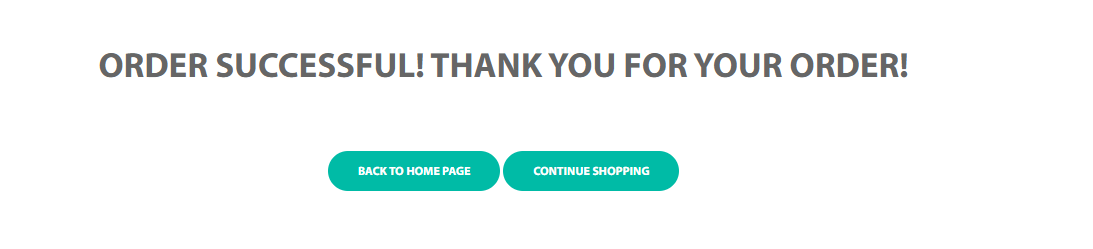 ORDER SUCCESSFUL! THANK YOU FOR YOUR ORDER!
BACK TO HOME PAGE CONTINUE SHOPPING